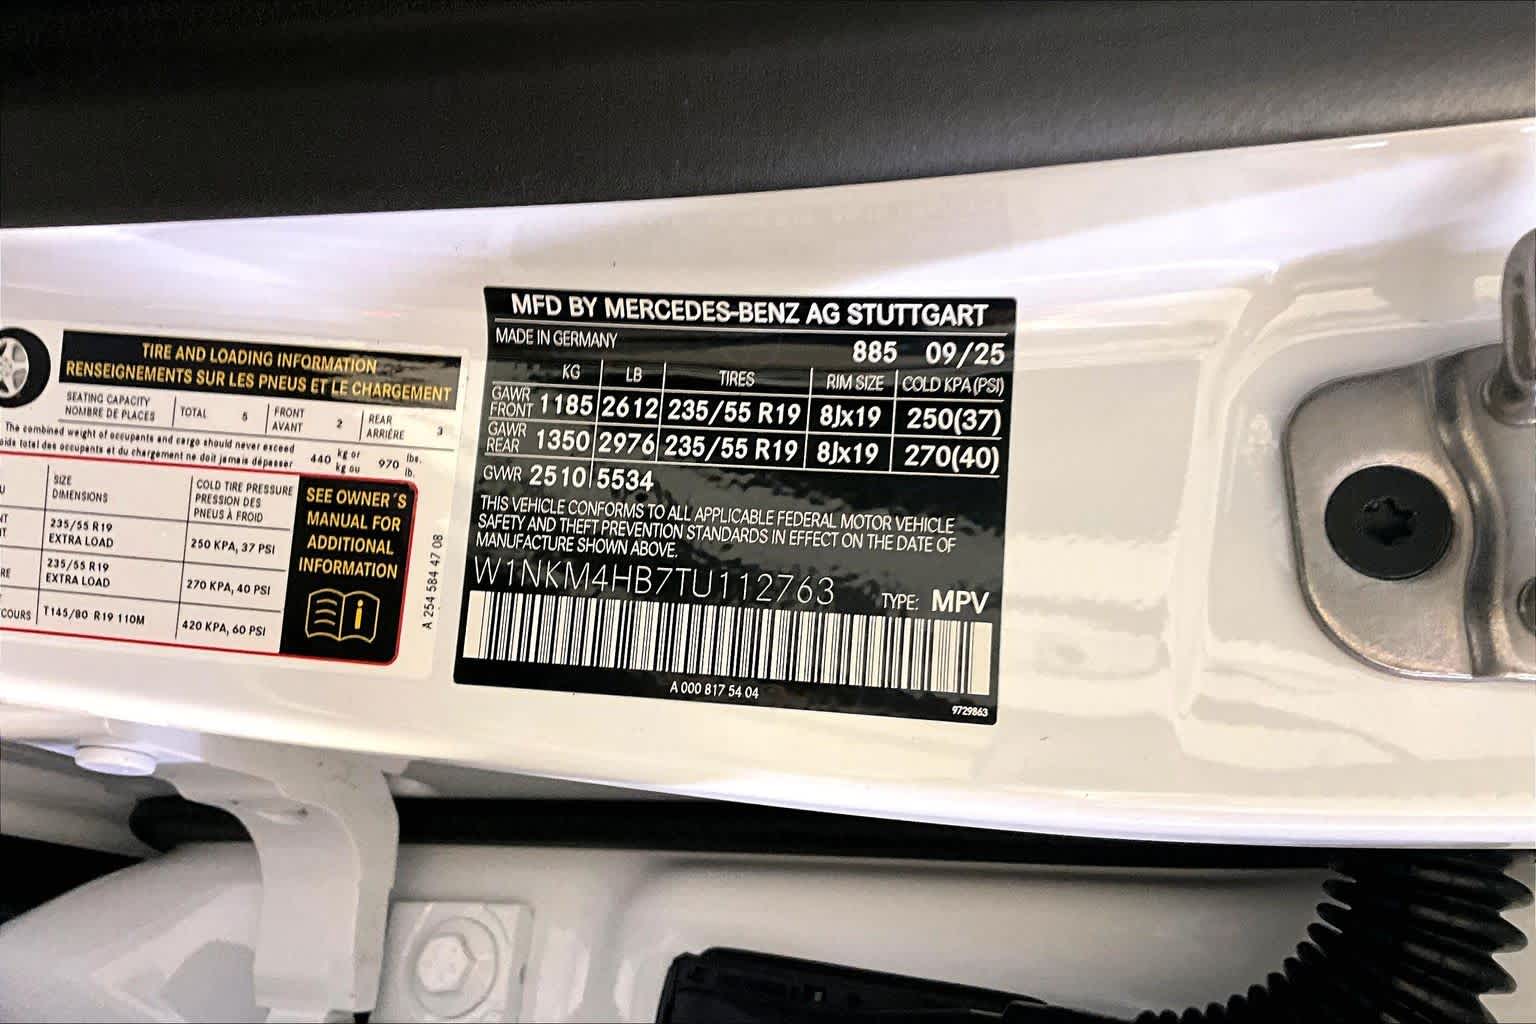 TIRE AND LOADING INFORMATION
RENSEIGNEMENTS SUR LES PNEUS ET LE CHARGEMENT
SEATING CAPACITY
NOMBRE DE PLACES
TOTAL 5
FRONT
AVANT 2
REAR
ARRIÈRE 3
The combined weight of occupants and cargo should never exceed
total des occupants et du chargement ne doit jamais dépasser
440 kg or
kg ou
970 lbs.
lb.
SIZE
DIMENSIONS
COLD TIRE PRESSURE
PRESSION DES
PNEUS À FROID
235/55 R19
EXTRA LOAD
250 KPA, 37 PSI
235/55 R19
EXTRA LOAD
270 KPA, 40 PSI
T145/80 R19 110M
420 KPA, 60 PSI
SEE OWNER'S
MANUAL FOR
ADDITIONAL
INFORMATION
A 254 584 47 08
MFD BY MERCEDES-BENZ AG STUTTGART
MADE IN GERMANY
885 09/25
KG LB TIRES RIM SIZE COLD KPA(PSI)
GAWR
FRONT 1185 2612 235/55 R19 8Jx19 250(37)
GAWR
REAR 1350 2976 235/55 R19 8Jx19 270(40)
GVWR 2510 5534
THIS VEHICLE CONFORMS TO ALL APPLICABLE FEDERAL MOTOR VEHICLE
SAFETY AND THEFT PREVENTION STANDARDS IN EFFECT ON THE DATE OF
MANUFACTURE SHOWN ABOVE.
W1NKM4HB7TU112763
TYPE: MPV
A 000 817 54 04
9729863